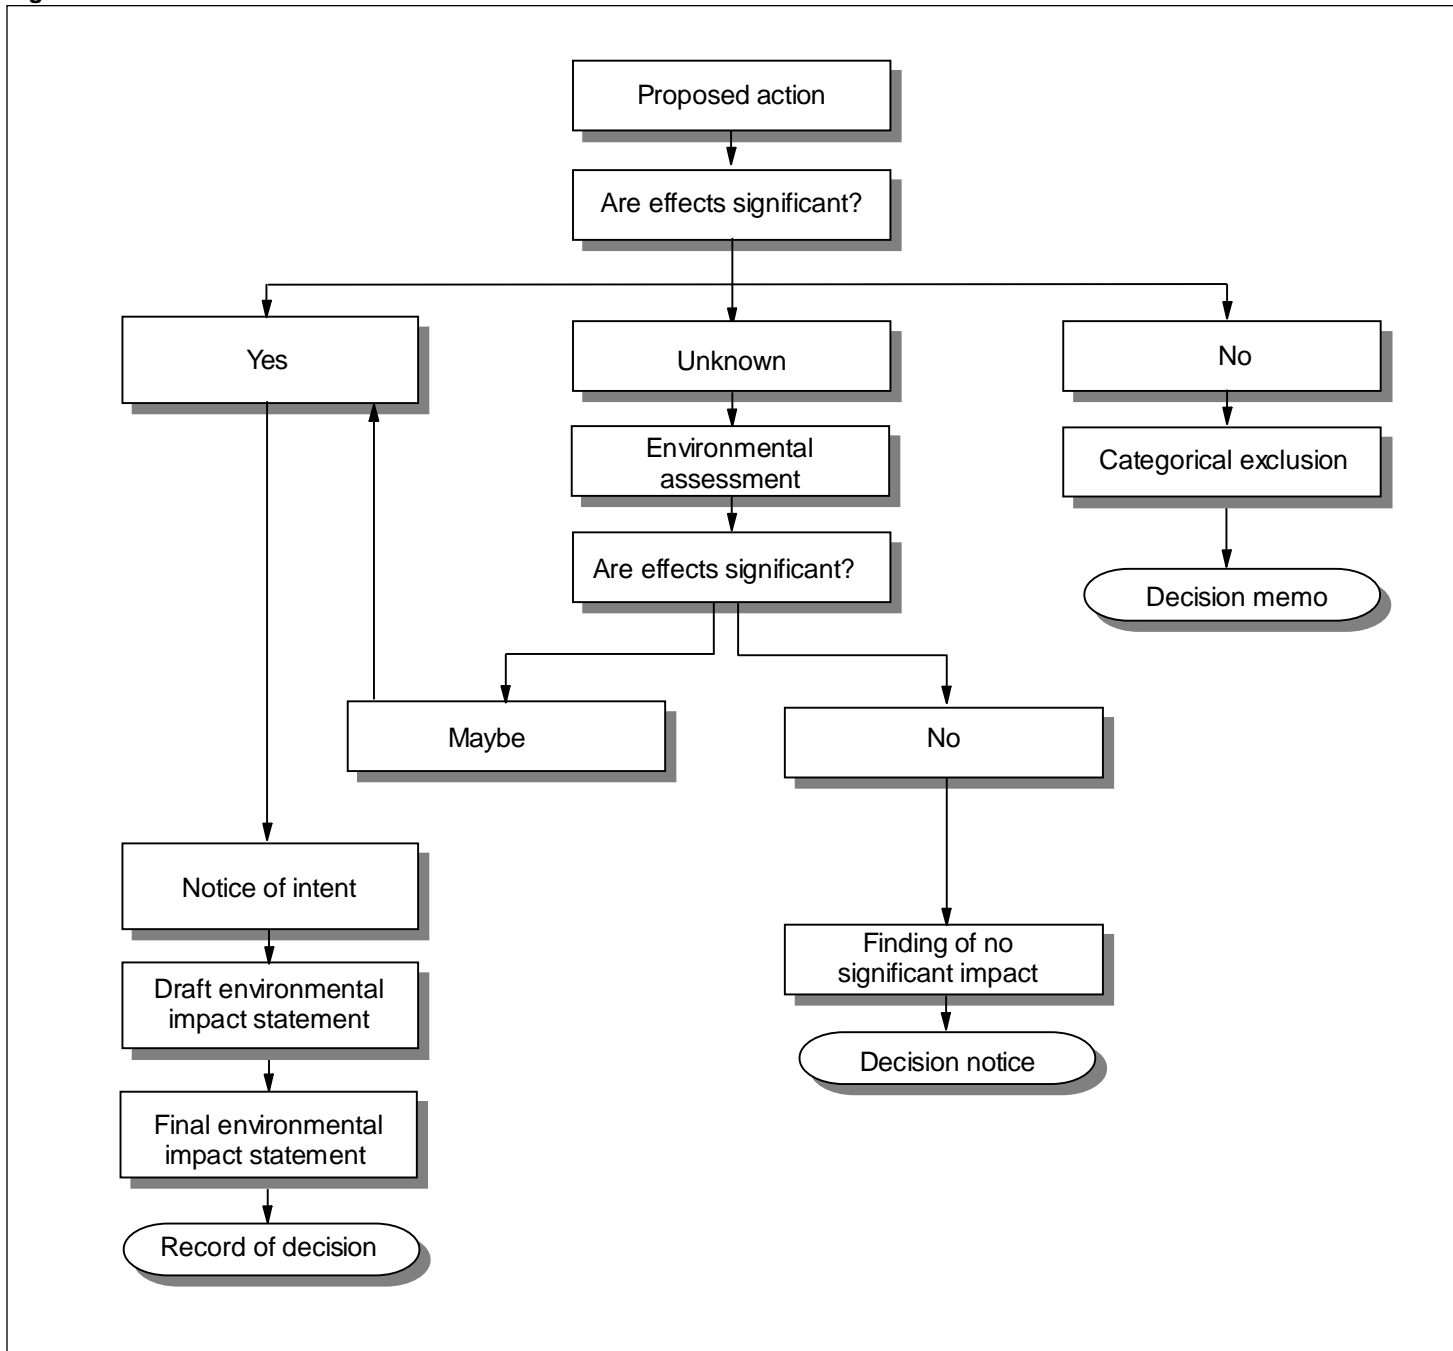 Proposed action
Are effects significant?
Yes
Unknown
No
Environmental
assessment
Categorical exclusion
Are effects significant?
Decision memo
Maybe
No
Notice of intent
Finding of no
significant impact
Draft environmental
impact statement
Decision notice
Final environmental
impact statement
Record of decision